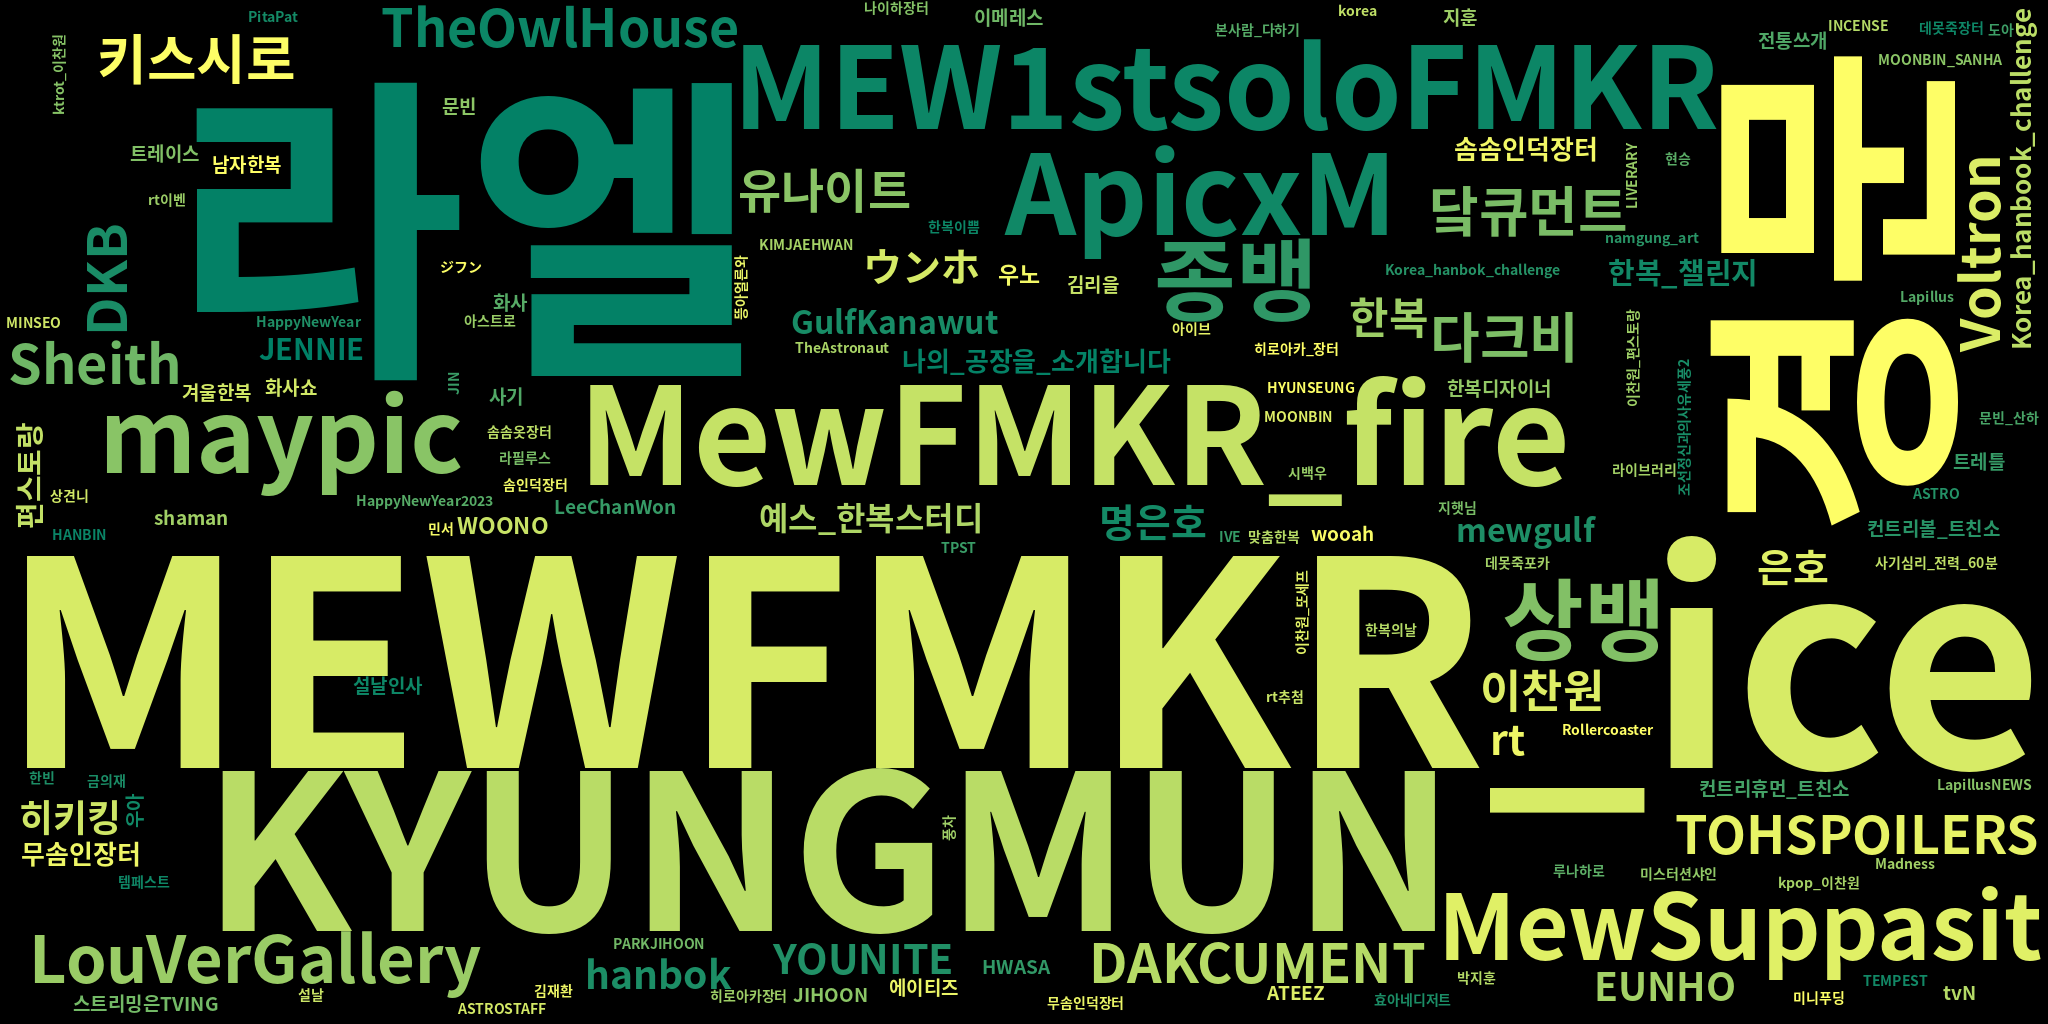 PitaPat
TheOwlHouse
나이하장터
이메레스
korea
지훈
본사람_다하기
전통쓰개
INCENSE
데못죽장터
도아
MOONBIN_SANHA
Korea_hanbook_challenge
ktrot_이찬원
키스시로
MEW1stsoloFMKR
라엘
문빈
트레이스
남자한복
rt이벤
유나이트
ApicxM
솜솜인덕장터
LIVERARY
현승
닼큐먼트
namgung_art
Voltron
DKB
한복이쁨
KIMJAEHWAN
ウンホ
우노
김리을
종뱅
Korea_hanbok_challenge
한복_챌린지
ジフン
화사
아스트로
MINSEO
HappyNewYear
JENNIE
GulfKanawut
TheAstronaut
나의_공장을_소개합니다
아이브
히로아카_장터
한복
다크비
이찬원_편스토랑
Lapillus
Sheith
겨울한복
화사쇼
JIN
사기
HYUNSEUNG
MOONBIN
한복디자이너
조선정신과의사유세풍2
문빈_산하
maypic
MewFMKR_fire
솜솜옷장터
라필루스
솜인덕장터
시백우
라이브러리
트레틀
ASTRO
편스토랑
상견니
shaman
HANBIN
HappyNewYear2023
민서
WOONO
LeeChanWon
예스_한복스터디
명은호
IVE
맞춤한복
wooah
지햇님
mewgulf
컨트리볼_트친소
TPST
데못죽포카
은호
사기심리_전력_60분
MEWFMKR_ice
설날인사
이찬원_또세프
한복의날
rt추첨
상뱅
이찬원
rt
Rollercoaster
한빈
금의재
히키킹
우아
무솜인장터
템페스트
KYUNGMUN
풍차
컨트리휴먼_트친소
LapillusNEWS
TOHSPOILERS
Madness
루나하로
미스터션샤인
kpop_이찬원
MewSuppasit
LouVerGallery
스트리밍은TVING
설날
PARKJIHOON
hanbok
김재환
ASTROSTAFF
YOUNITE
히로아카장터
JIHOON
에이티즈
HWASA
무솜인덕장터
DAKCUMENT
ATEEZ
효아네디저트
박지훈
EUNHO
미니푸딩
TEMPEST
tvN